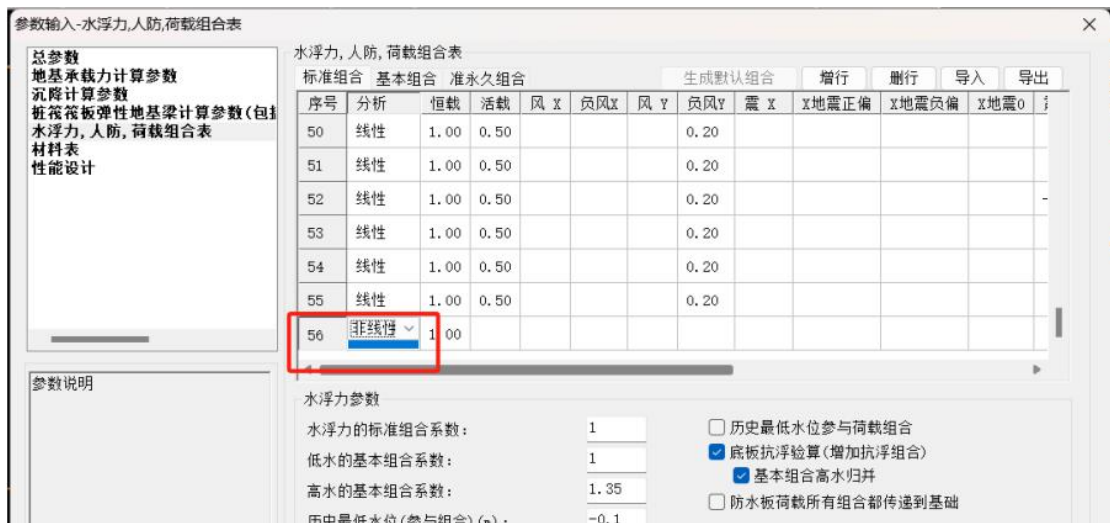 参数输入-水浮力,人防,荷载组合表
总参数
地基承载力计算参数
沉降计算参数
桩筏筏板弹性地基梁计算参数(包括
水浮力,人防,荷载组合表
材料表
性能设计
参数说明
水浮力,人防,荷载组合表
标准组合 基本组合 准永久组合 生成默认组合 增行 删行 导入 导出
序号 分析 恒载 活载 风 X 负风X 风 Y 负风Y 震 X X地震正偏 X地震负偏 X地震0
50 线性 1.00 0.50 0.20
51 线性 1.00 0.50 0.20
52 线性 1.00 0.50 0.20 -
53 线性 1.00 0.50 0.20
54 线性 1.00 0.50 0.20
55 线性 1.00 0.50 0.20
56 非线性 1.00
水浮力参数
水浮力的标准组合系数: 1
低水的基本组合系数: 1
高水的基本组合系数: 1.35
历史最低水位(参与组合)(m): -0.1
历史最低水位参与荷载组合
底板抗浮验算(增加抗浮组合)
基本组合高水归并
防水板荷载所有组合都传递到基础